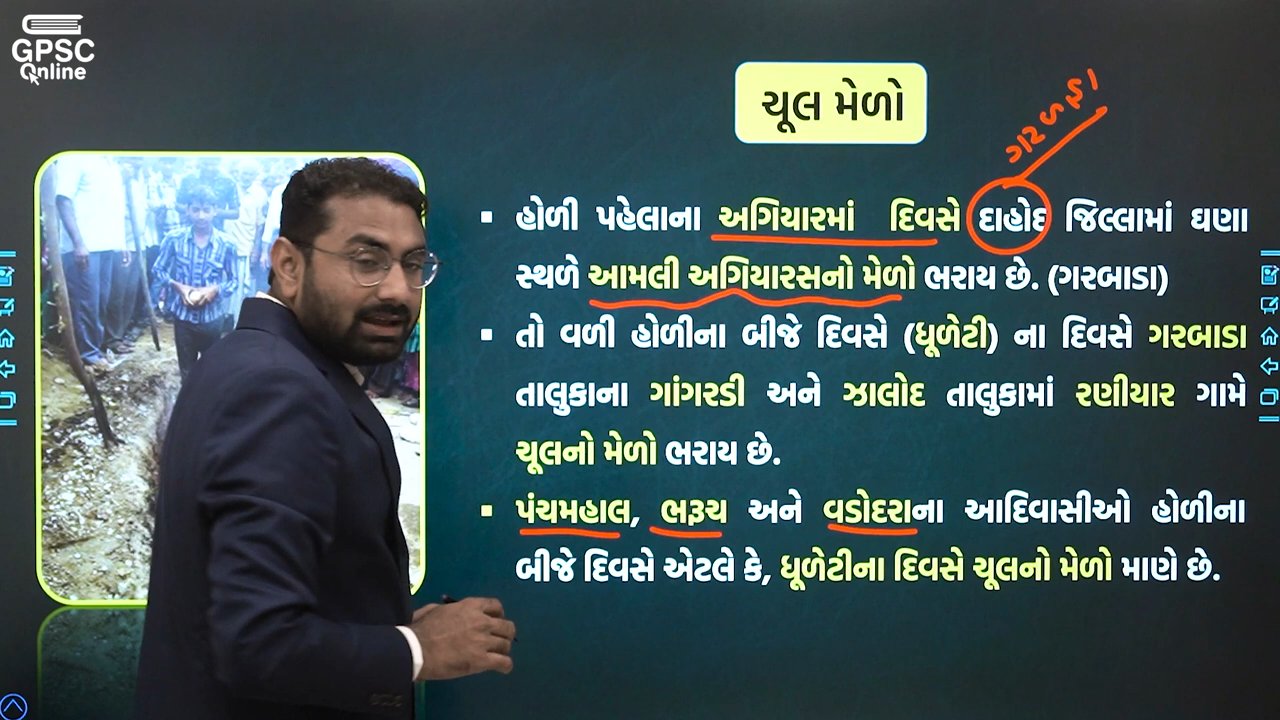 GPSC
Online
ચૂલ મેળો
ગરબાડા
હોળી પહેલાના અગિયારમાં દિવસે દાહોદ જિલ્લામાં ઘણા
સ્થળે આમલી અગિયારસનો મેળો ભરાય છે. (ગરબાડા)
તો વળી હોળીના બીજે દિવસે (ધૂળેટી) ના દિવસે ગરબાડા
તાલુકાના ગાંગરડી અને ઝાલોદ તાલુકામાં રણીયાર ગામે
ચૂલનો મેળો ભરાય છે.
પંચમહાલ, ભરૂચ અને વડોદરાના આદિવાસીઓ હોળીના
બીજે દિવસે એટલે કે, ધૂળેટીના દિવસે ચૂલનો મેળો માણે છે.